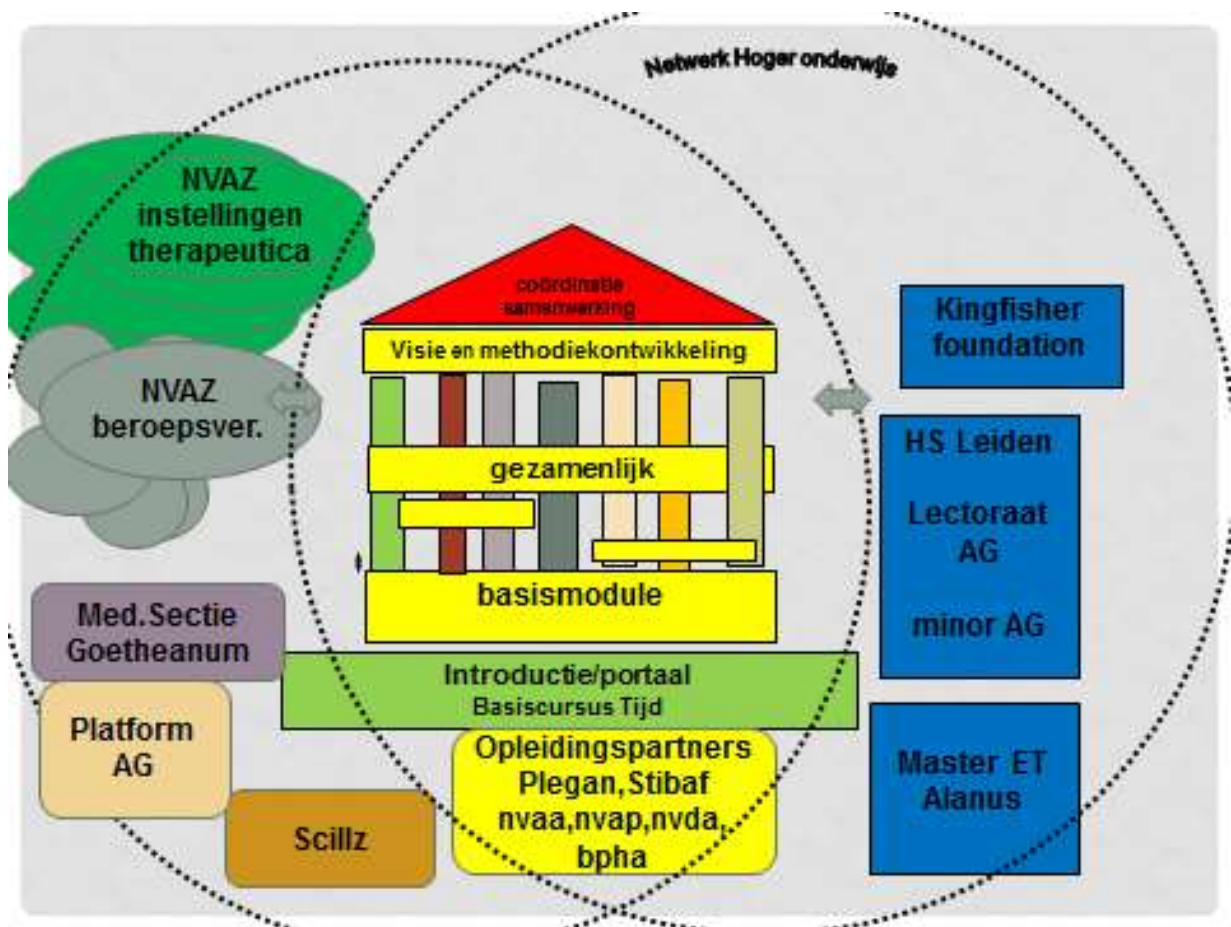 Netwerk Hoger onderwijs
NVAZ
instellingen
therapeutica
coördinatie
samenwerking
Kingfisher
foundation
Visie en methodiekontwikkeling
NVAZ
beroepsver.
gezamenlijk
HS Leiden
Lectoraat
AG
minor AG
basismodule
Med.Sectie
Goetheanum
Introductie/portaal
Basiscursus Tijd
Platform
AG
Opleidingspartners
Plegan,Stibaf
nvaa,nvap,nvda,
bpha
Master ET
Alanus
Scillz